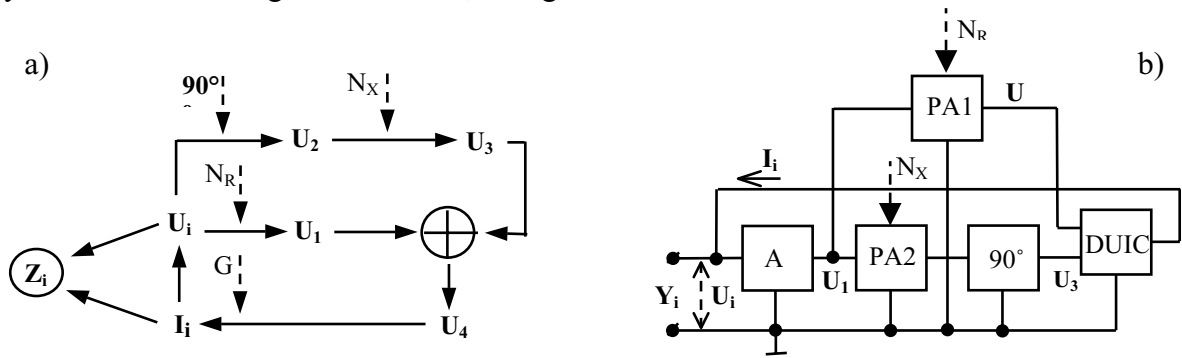 a)
90°
N_X
U_2
U_3
N_R
U_i
U_1
G
Z_i
I_i
U_4
N_R
b)
PA1
U
I_i
N_X
A
PA2
90°
DUIC
U_1
U_3
Y_i
U_i